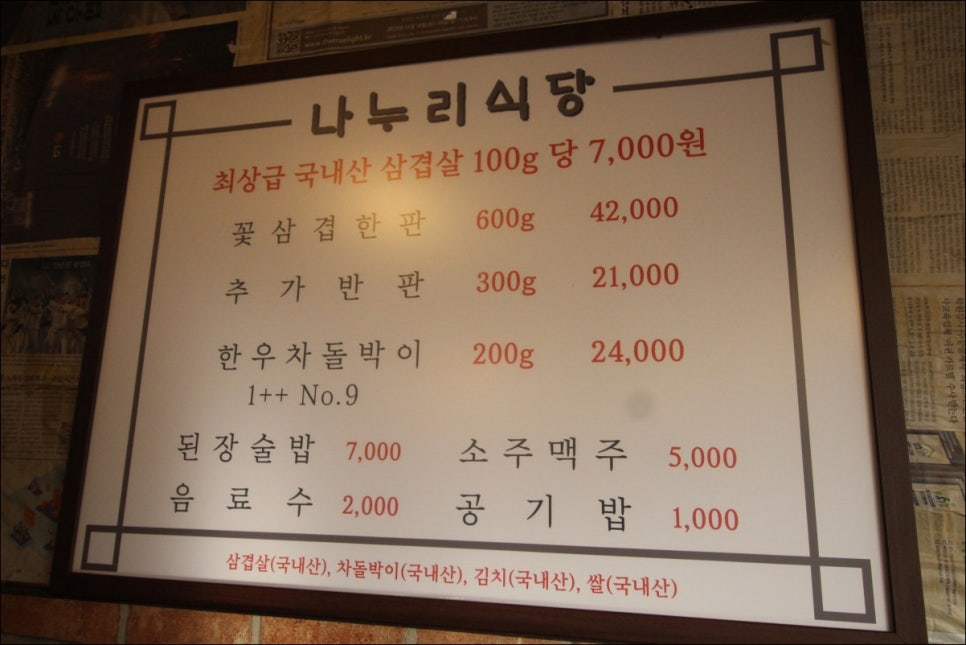 나누리식당
최상급 국내산 삼겹살 100g 당 7,000원
꽃삼겹한판 600g 42,000
추가반판 300g 21,000
한우차돌박이 200g 24,000
1++ No.9
된장술밥 7,000 소주맥주 5,000
음료수 2,000 공기밥 1,000
삼겹살(국내산), 차돌박이(국내산), 김치(국내산), 쌀(국내산)